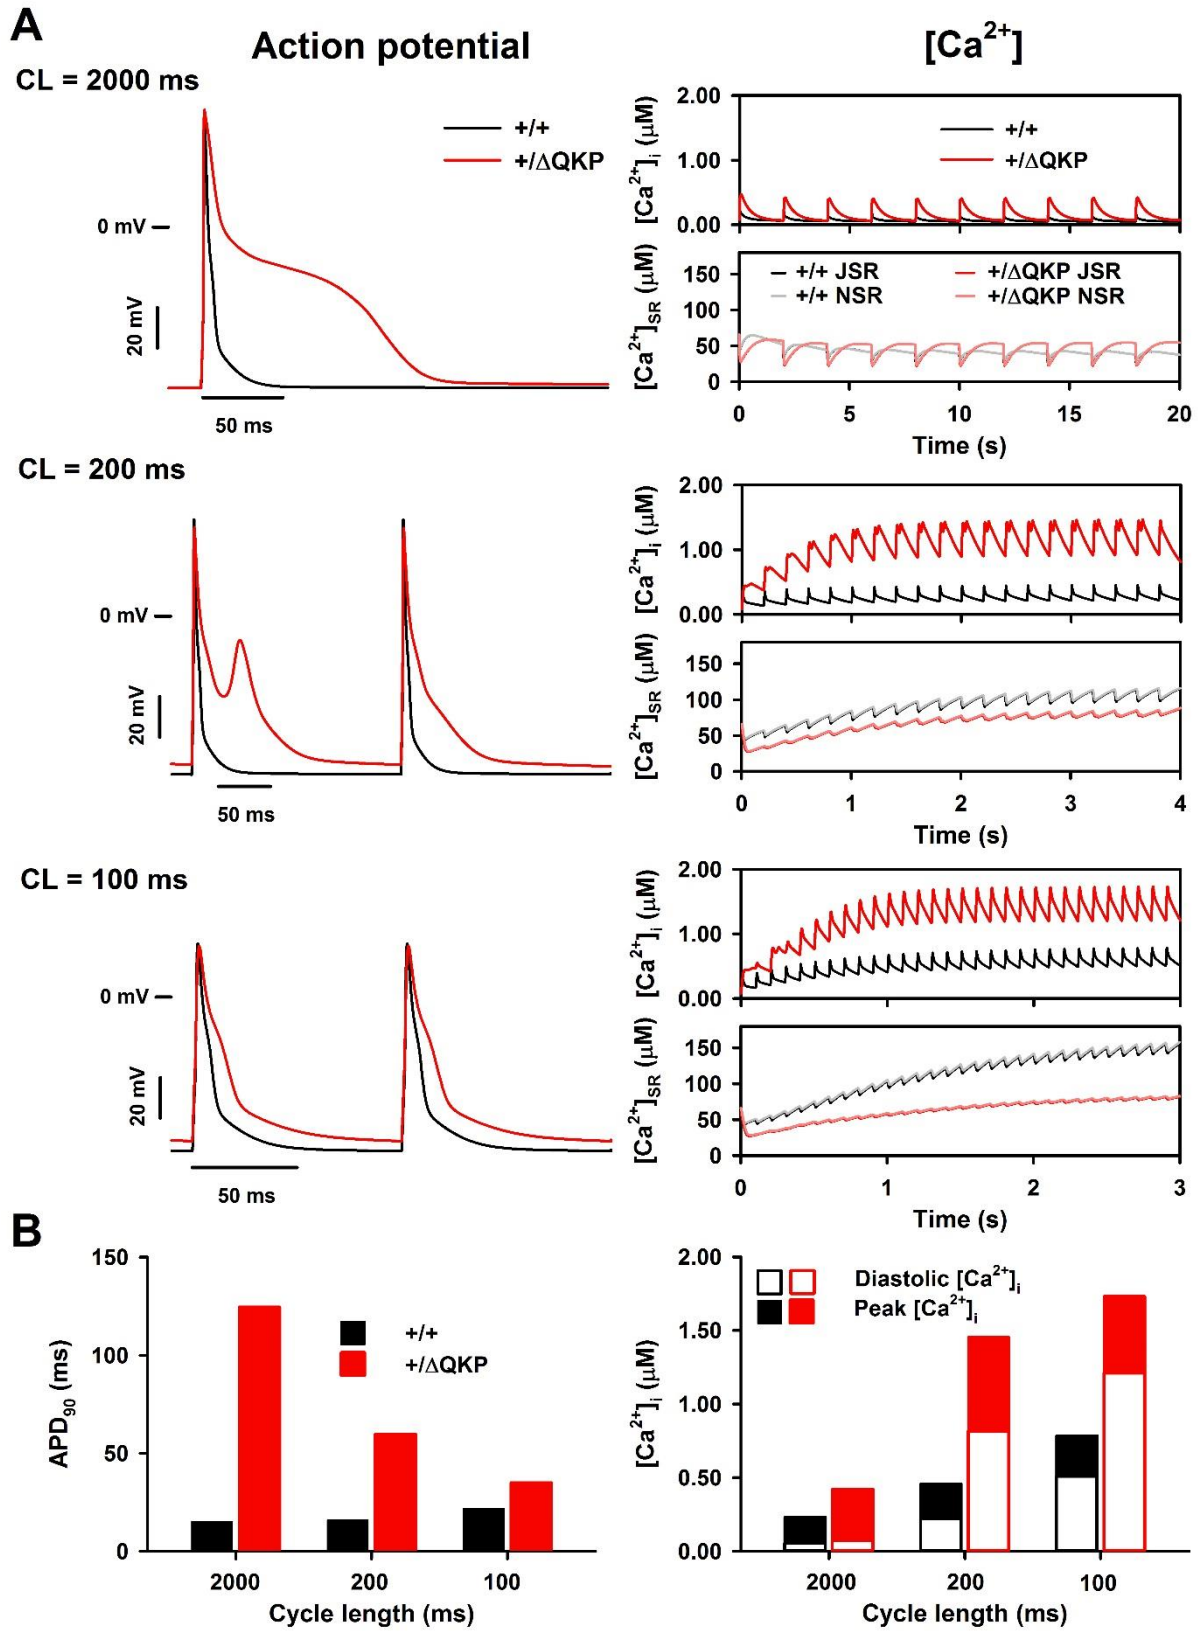 A
Action potential
[Ca2+]
CL = 2000 ms
+/+
+/ΔQKP
0 mV
20 mV
50 ms
[Ca2+]i (μM)
2.00
1.00
0.00
+/+
+/ΔQKP
[Ca2+]SR (μM)
150
100
50
0
+/+ JSR
+/ΔQKP JSR
+/+ NSR
+/ΔQKP NSR
0 5 10 15 20
Time (s)
CL = 200 ms
0 mV
20 mV
50 ms
[Ca2+]i (μM)
2.00
1.00
0.00
[Ca2+]SR (μM)
150
100
50
0
0 1 2 3 4
Time (s)
CL = 100 ms
0 mV
20 mV
50 ms
[Ca2+]i (μM)
2.00
1.00
0.00
[Ca2+]SR (μM)
150
100
50
0
0 1 2 3
Time (s)
B
APD90 (ms)
150
100
50
0
+/+
+/ΔQKP
2000 200 100
Cycle length (ms)
[Ca2+]i (μM)
2.00
1.50
1.00
0.50
0.00
Diastolic [Ca2+]i
Peak [Ca2+]i
2000 200 100
Cycle length (ms)